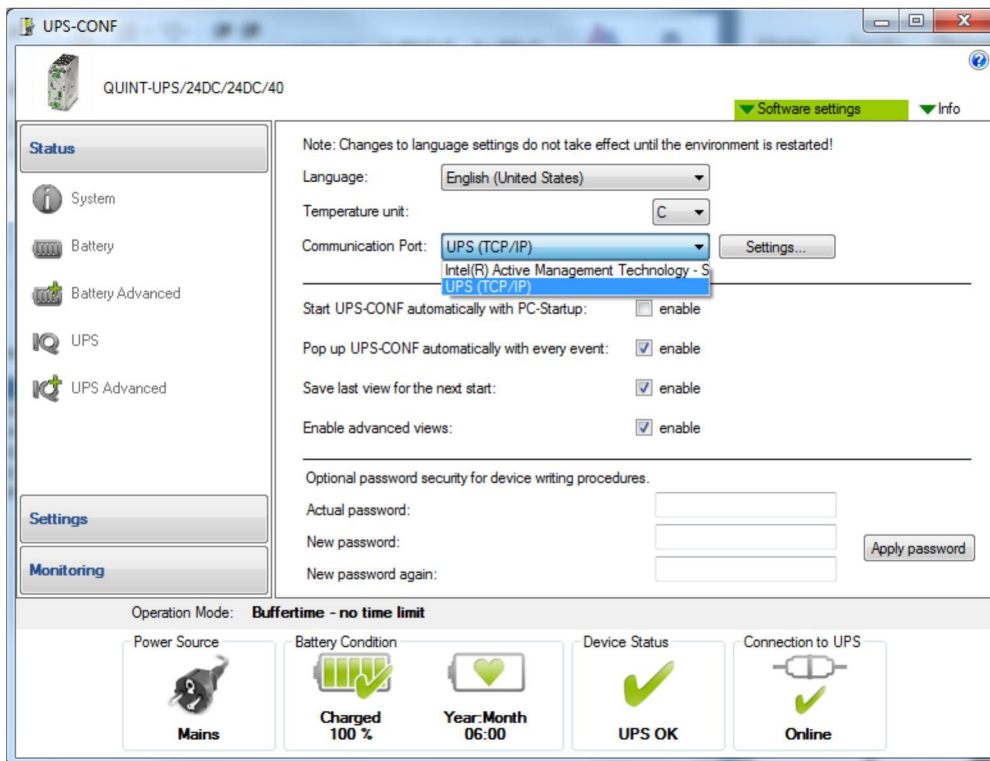 UPS-CONF
QUINT-UPS/24DC/24DC/40
Software settings
Info
Status
System
Battery
Battery Advanced
UPS
UPS Advanced
Settings
Monitoring
Note: Changes to language settings do not take effect until the environment is restarted!
Language: English (United States)
Temperature unit: C
Communication Port: UPS (TCP/IP) Settings...
Intel(R) Active Management Technology - S
UPS (TCP/IP)
Start UPS-CONF automatically with PC-Startup: enable
Pop up UPS-CONF automatically with every event: enable
Save last view for the next start: enable
Enable advanced views: enable
Optional password security for device writing procedures.
Actual password:
New password:
Apply password
New password again:
Operation Mode: Buffertime - no time limit
Power Source
Mains
Battery Condition
Charged
100 %
Year:Month
06:00
Device Status
UPS OK
Connection to UPS
Online